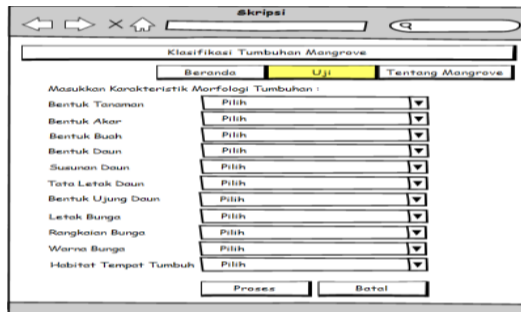 Skripsi
Klasifikasi Tumbuhan Mangrove
Beranda Uji Tentang Mangrove
Masukkan Karakteristik Morfologi Tumbuhan :
Bentuk Tanaman Pilih
Bentuk Akar Pilih
Bentuk Buah Pilih
Bentuk Daun Pilih
Susunan Daun Pilih
Tata Letak Daun Pilih
Bentuk Ujung Daun Pilih
Letak Bunga Pilih
Rangkaian Bunga Pilih
Warna Bunga Pilih
Habitat Tempat Tumbuh Pilih
Proses Batal